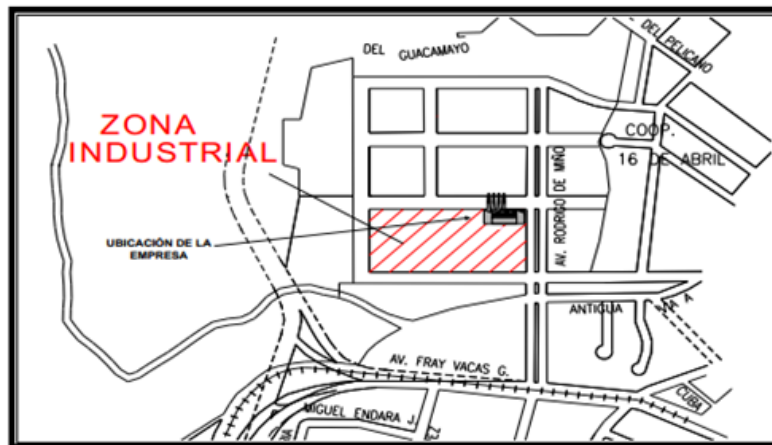 DEL GUACAMAYO
DEL PELICANO
ZONA
INDUSTRIAL
COOP.
16 DE ABRIL
AV. RODRIGO DE MIÑO
UBICACIÓN DE LA
EMPRESA
ANTIGUA
AV. FRAY VACAS G.
CUBA
MIGUEL ENDARA J.